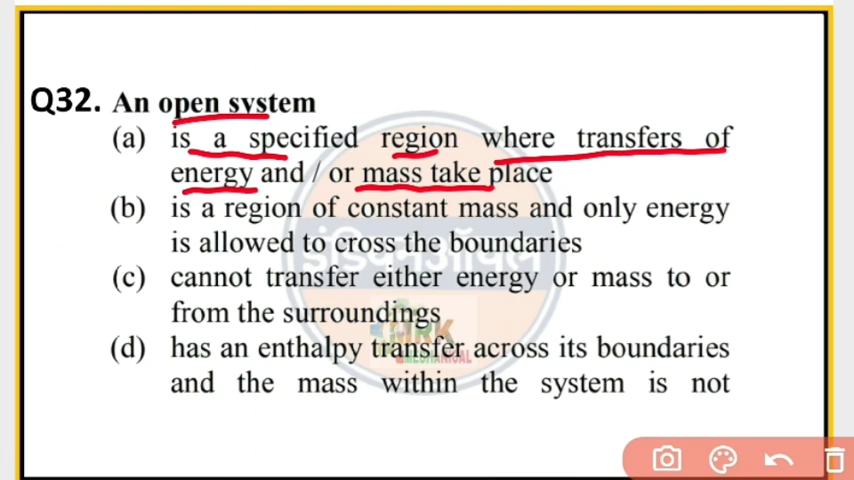 Q32. An open system
(a) is a specified region where transfers of
energy and / or mass take place
(b) is a region of constant mass and only energy
is allowed to cross the boundaries
(c) cannot transfer either energy or mass to or
from the surroundings
(d) has an enthalpy transfer across its boundaries
and the mass within the system is not
इंडियनऑयल
MECHANICAL